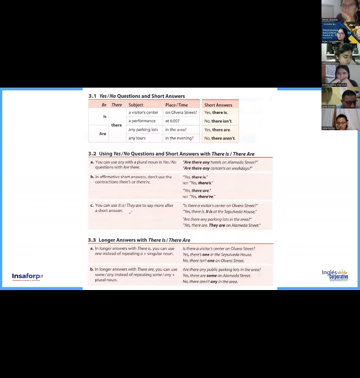 3.1 Yes/No Questions and Short Answers
Be There Subject Place/Time Short Answers
Is there a visitor center on Olvera Street? Yes, there is.
a performance at 6:00? No, there isn't.
Are any parking lots in the area? Yes, there are.
any tours in the evening? No, there aren't.
3.2 Using Yes/No Questions and Short Answers with There Is / There Are
a. You can use any with a plural noun in Yes/No questions with Are there.
"Are there any hotels on Alameda Street?"
"Are there any concerts on weekdays?"
b. In affirmative short answers, don't use the contractions there's or there're.
"Yes, there is."
NOT "Yes, there's."
"Yes, there are."
NOT "Yes, there're."
c. You can use It is / They are to say more after a short answer.
"Is there a visitor center on Olvera Street?"
"Yes, there is. It is at the Sepulveda House."
"Are there any parking lots in the area?"
"Yes, there are. They are on Alameda Street."
3.3 Longer Answers with There Is / There Are
a. In longer answers with There is, you can use one instead of repeating a + singular noun.
Is there a visitor center on Olvera Street?
Yes, there's one in the Sepulveda House.
No, there isn't one on Olvera Street.
b. In longer answers with There are, you can use some / any instead of repeating some / any + plural noun.
Are there any public parking lots in the area?
Yes, there are some on Alameda Street.
No, there aren't any in the area.
Insaforp
Inglés
Corporativo